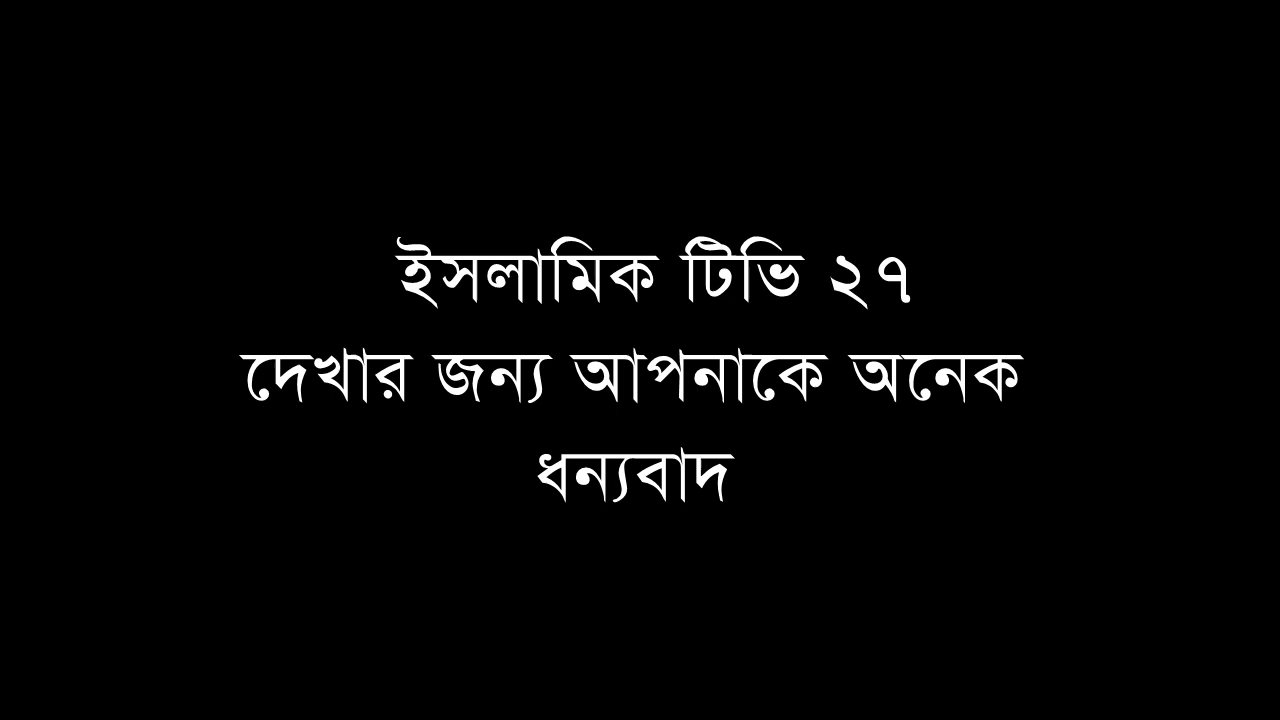 ইসলামিক টিভি ২৭
দেখার জন্য আপনাকে অনেক
ধন্যবাদ